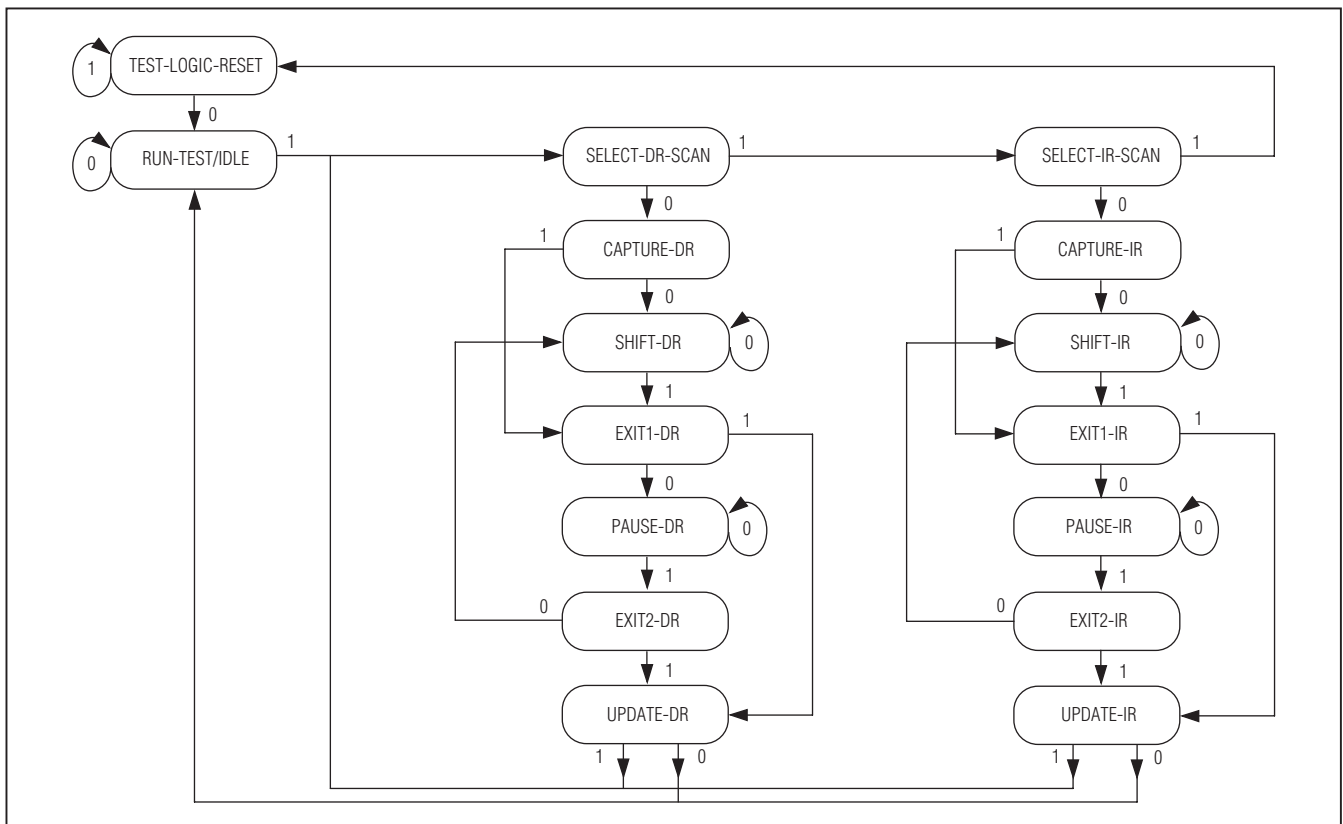 TEST-LOGIC-RESET
1
0
RUN-TEST/IDLE
0
1
SELECT-DR-SCAN
1
SELECT-IR-SCAN
1
0
0
1
CAPTURE-DR
1
CAPTURE-IR
0
0
SHIFT-DR
0
SHIFT-IR
0
1
1
EXIT1-DR
1
EXIT1-IR
1
0
0
PAUSE-DR
0
PAUSE-IR
0
1
1
0
EXIT2-DR
0
EXIT2-IR
1
1
UPDATE-DR
UPDATE-IR
1
0
1
0